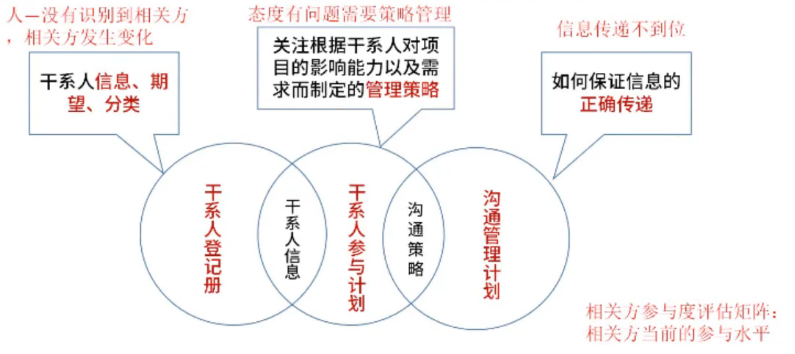 人—没有识别到相关方
，相关方发生变化
态度有问题需要策略管理
信息传递不到位
干系人信息、期
望、分类
关注根据干系人对项
目的影响能力以及需
求而制定的管理策略
如何保证信息的
正确传递
干系人登记册
干系人信息
干系人参与计划
沟通策略
沟通管理计划
相关方参与度评估矩阵：
相关方当前的参与水平